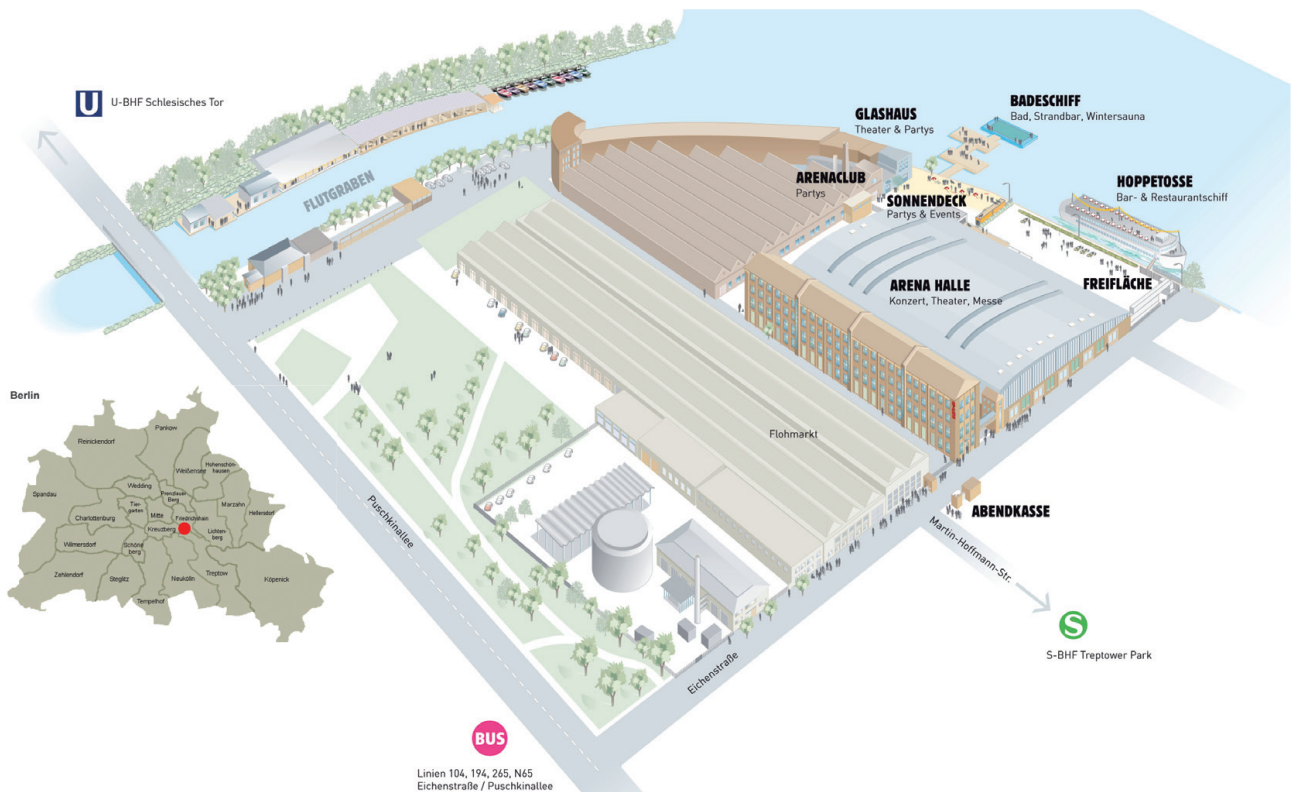 U
U-BHF Schlesisches Tor
FLUTGRABEN
GLASHAUS
Theater & Partys
BADESCHIFF
Bad, Strandbar, Wintersauna
ARENACLUB
Partys
SONNENDECK
Partys & Events
HOPPETOSSE
Bar- & Restaurantschiff
ARENA HALLE
Konzert, Theater, Messe
FREIFLÄCHE
Flohmarkt
ABENDKASSE
Martin-Hoffmann-Str.
S
S-BHF Treptower Park
Puschkinallee
Eichenstraße
BUS
Linien 104, 194, 265, N65
Eichenstraße / Puschkinallee
Berlin
Pankow
Reinickendorf
Weißensee
Hohenschön-
hausen
Wedding
Prenzlauer
Berg
Spandau
Marzahn
Hellersdorf
Tier-
garten
Mitte
Friedrichshain
Charlottenburg
Kreuzberg
Lichten-
berg
Wilmersdorf
Schöne
berg
Zehlendorf
Steglitz
Neukölln
Treptow
Köpenick
Tempelhof